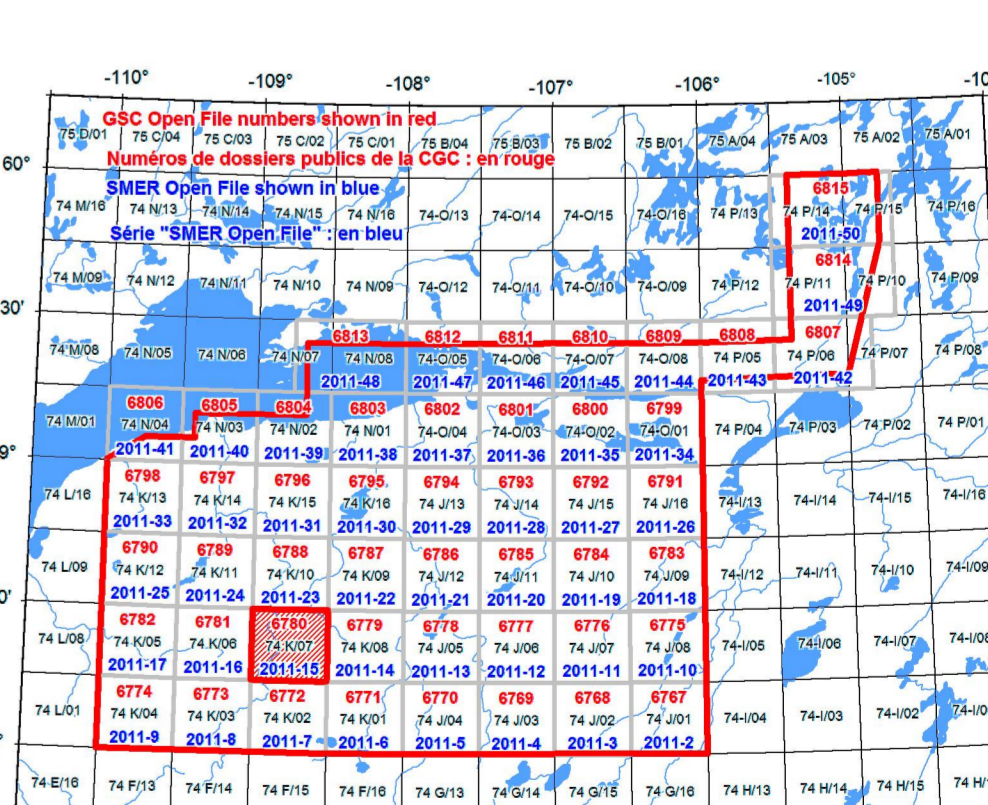 -110° -109° -108° -107° -106° -105° -10
GSC Open File numbers shown in red
75 D/01 75 C/04 75 C/03 75 C/02 75 C/01 75 B/04 75 B/03 75 B/02 75 B/01 75 A/04 75 A/03 75 A/02 75 A/01
Numéros de dossiers publics de la CGC : en rouge
60°
SMER Open File shown in blue
6815
74 M/16 74 N/13 74 N/14 74 N/15 74 N/16 74-O/13 74-O/14 74-O/15 74-O/16 74 P/13 74 P/14 74 P/15 74 P/16
Série "SMER Open File" : en bleu
2011-50
6814
74 M/09 74 N/12 74 N/11 74 N/10 74 N/09 74-O/12 74-O/11 74-O/10 74-O/09 74 P/12 74 P/11 74 P/10 74 P/09
30'
2011-49
6813 6812 6811 6810 6809 6808 6807
74 M/08 74 N/05 74 N/06 74 N/07 74 N/08 74-O/05 74-O/06 74-O/07 74-O/08 74 P/05 74 P/06 74 P/07 74 P/08
2011-48 2011-47 2011-46 2011-45 2011-44 2011-43 2011-42
6806 6805 6804 6803 6802 6801 6800 6799
74 M/01 74 N/04 74 N/03 74 N/02 74 N/01 74-O/04 74-O/03 74-O/02 74-O/01 74 P/04 74 P/03 74 P/02 74 P/01
2011-41 2011-40 2011-39 2011-38 2011-37 2011-36 2011-35 2011-34
9°
6798 6797 6796 6795 6794 6793 6792 6791
74 L/16 74 K/13 74 K/14 74 K/15 74 K/16 74 J/13 74 J/14 74 J/15 74 J/16 74-I/13 74-I/14 74-I/15 74-I/16
2011-33 2011-32 2011-31 2011-30 2011-29 2011-28 2011-27 2011-26
6790 6789 6788 6787 6786 6785 6784 6783
74 L/09 74 K/12 74 K/11 74 K/10 74 K/09 74 J/12 74 J/11 74 J/10 74 J/09 74-I/12 74-I/11 74-I/10 74-I/09
2011-25 2011-24 2011-23 2011-22 2011-21 2011-20 2011-19 2011-18
0'
6782 6781 6780 6779 6778 6777 6776 6775
74 L/08 74 K/05 74 K/06 74 K/07 74 K/08 74 J/05 74 J/06 74 J/07 74 J/08 74-I/05 74-I/06 74-I/07 74-I/08
2011-17 2011-16 2011-15 2011-14 2011-13 2011-12 2011-11 2011-10
6774 6773 6772 6771 6770 6769 6768 6767
74 L/01 74 K/04 74 K/03 74 K/02 74 K/01 74 J/04 74 J/03 74 J/02 74 J/01 74-I/04 74-I/03 74-I/02 74-I/0
2011-9 2011-8 2011-7 2011-6 2011-5 2011-4 2011-3 2011-2
°
74 E/16 74 F/13 74 F/14 74 F/15 74 F/16 74 G/13 74 G/14 74 G/15 74 G/16 74 H/13 74 H/14 74 H/15 74 H/